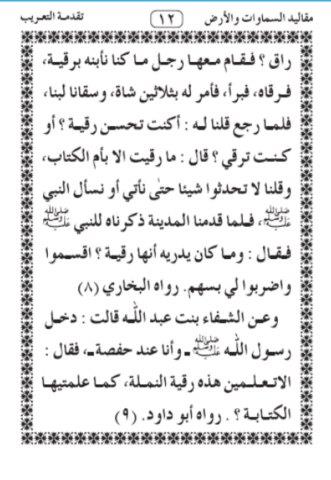 مقاليد السماوات والأرض ١٢ تقدمة التعريب
راق ؟ فقام معها رجل ما كنا نأبنه برقية،
فرقاه، فبرأ، فأمر له بثلاثين شاة، وسقانا لبنا،
فلما رجع قلنا له : أكنت تحسن رقية ؟ أو
كنت ترقي ؟ قال : ما رقيت الا بأم الكتاب،
وقلنا لا تحدثوا شيئا حتى نأتي أو نسأل النبي
ﷺ، فلما قدمنا المدينة ذكرناه للنبي ﷺ
فقال : وما كان يدريه أنها رقية ؟ اقسموا
واضربوا لي بسهم. رواه البخاري (٨)
وعن الشفاء بنت عبد الله قالت : دخل
رسول الله ﷺ ـ وأنا عند حفصة ـ، فقال :
الاتعلمين هذه رقية النملة، كما علمتيها
الكتابة ؟ . رواه أبو داود. (٩)